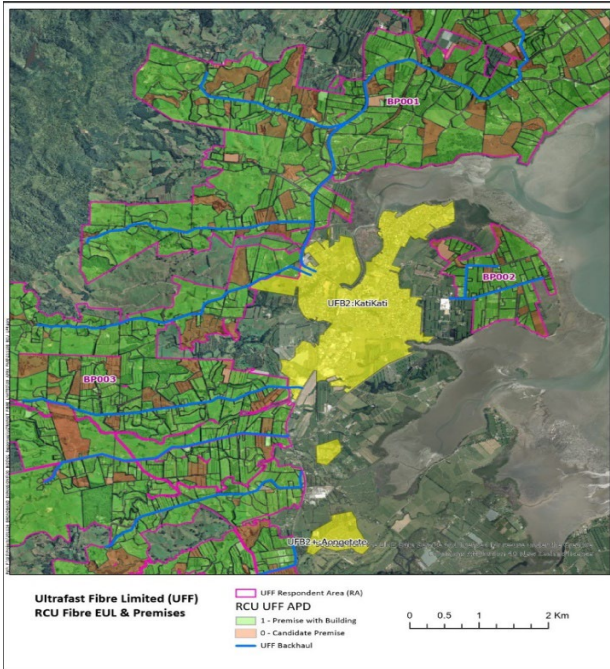 BP001
BP002
UFB2:KatiKati
BP003
UFB2+:Aongatete
Ultrafast Fibre Limited (UFF)
RCU Fibre EUL & Premises
UFF Respondent Area (RA)
RCU UFF APD
1 - Premise with Building
0 - Candidate Premise
UFF Backhaul
0 0.5 1 2 Km